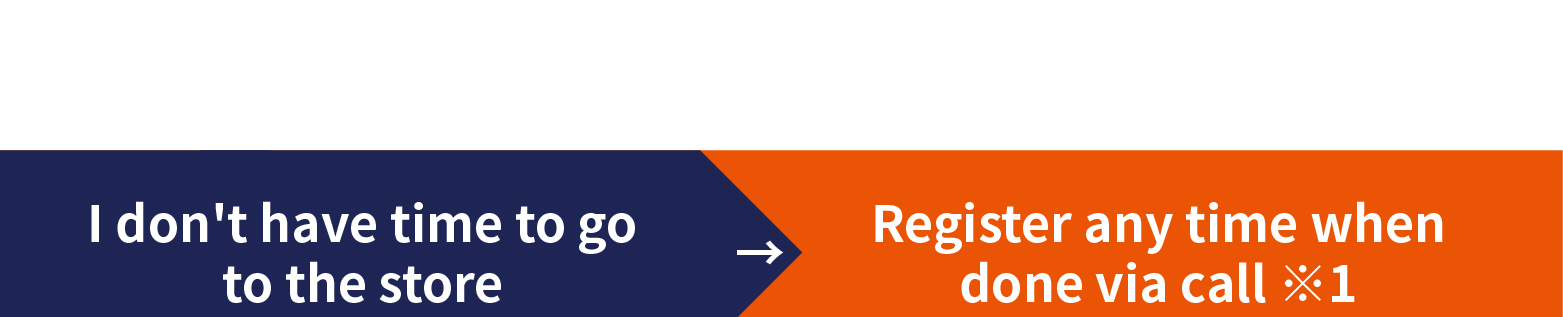 I don't have time to go
to the store
→
Register any time when
done via call ※1